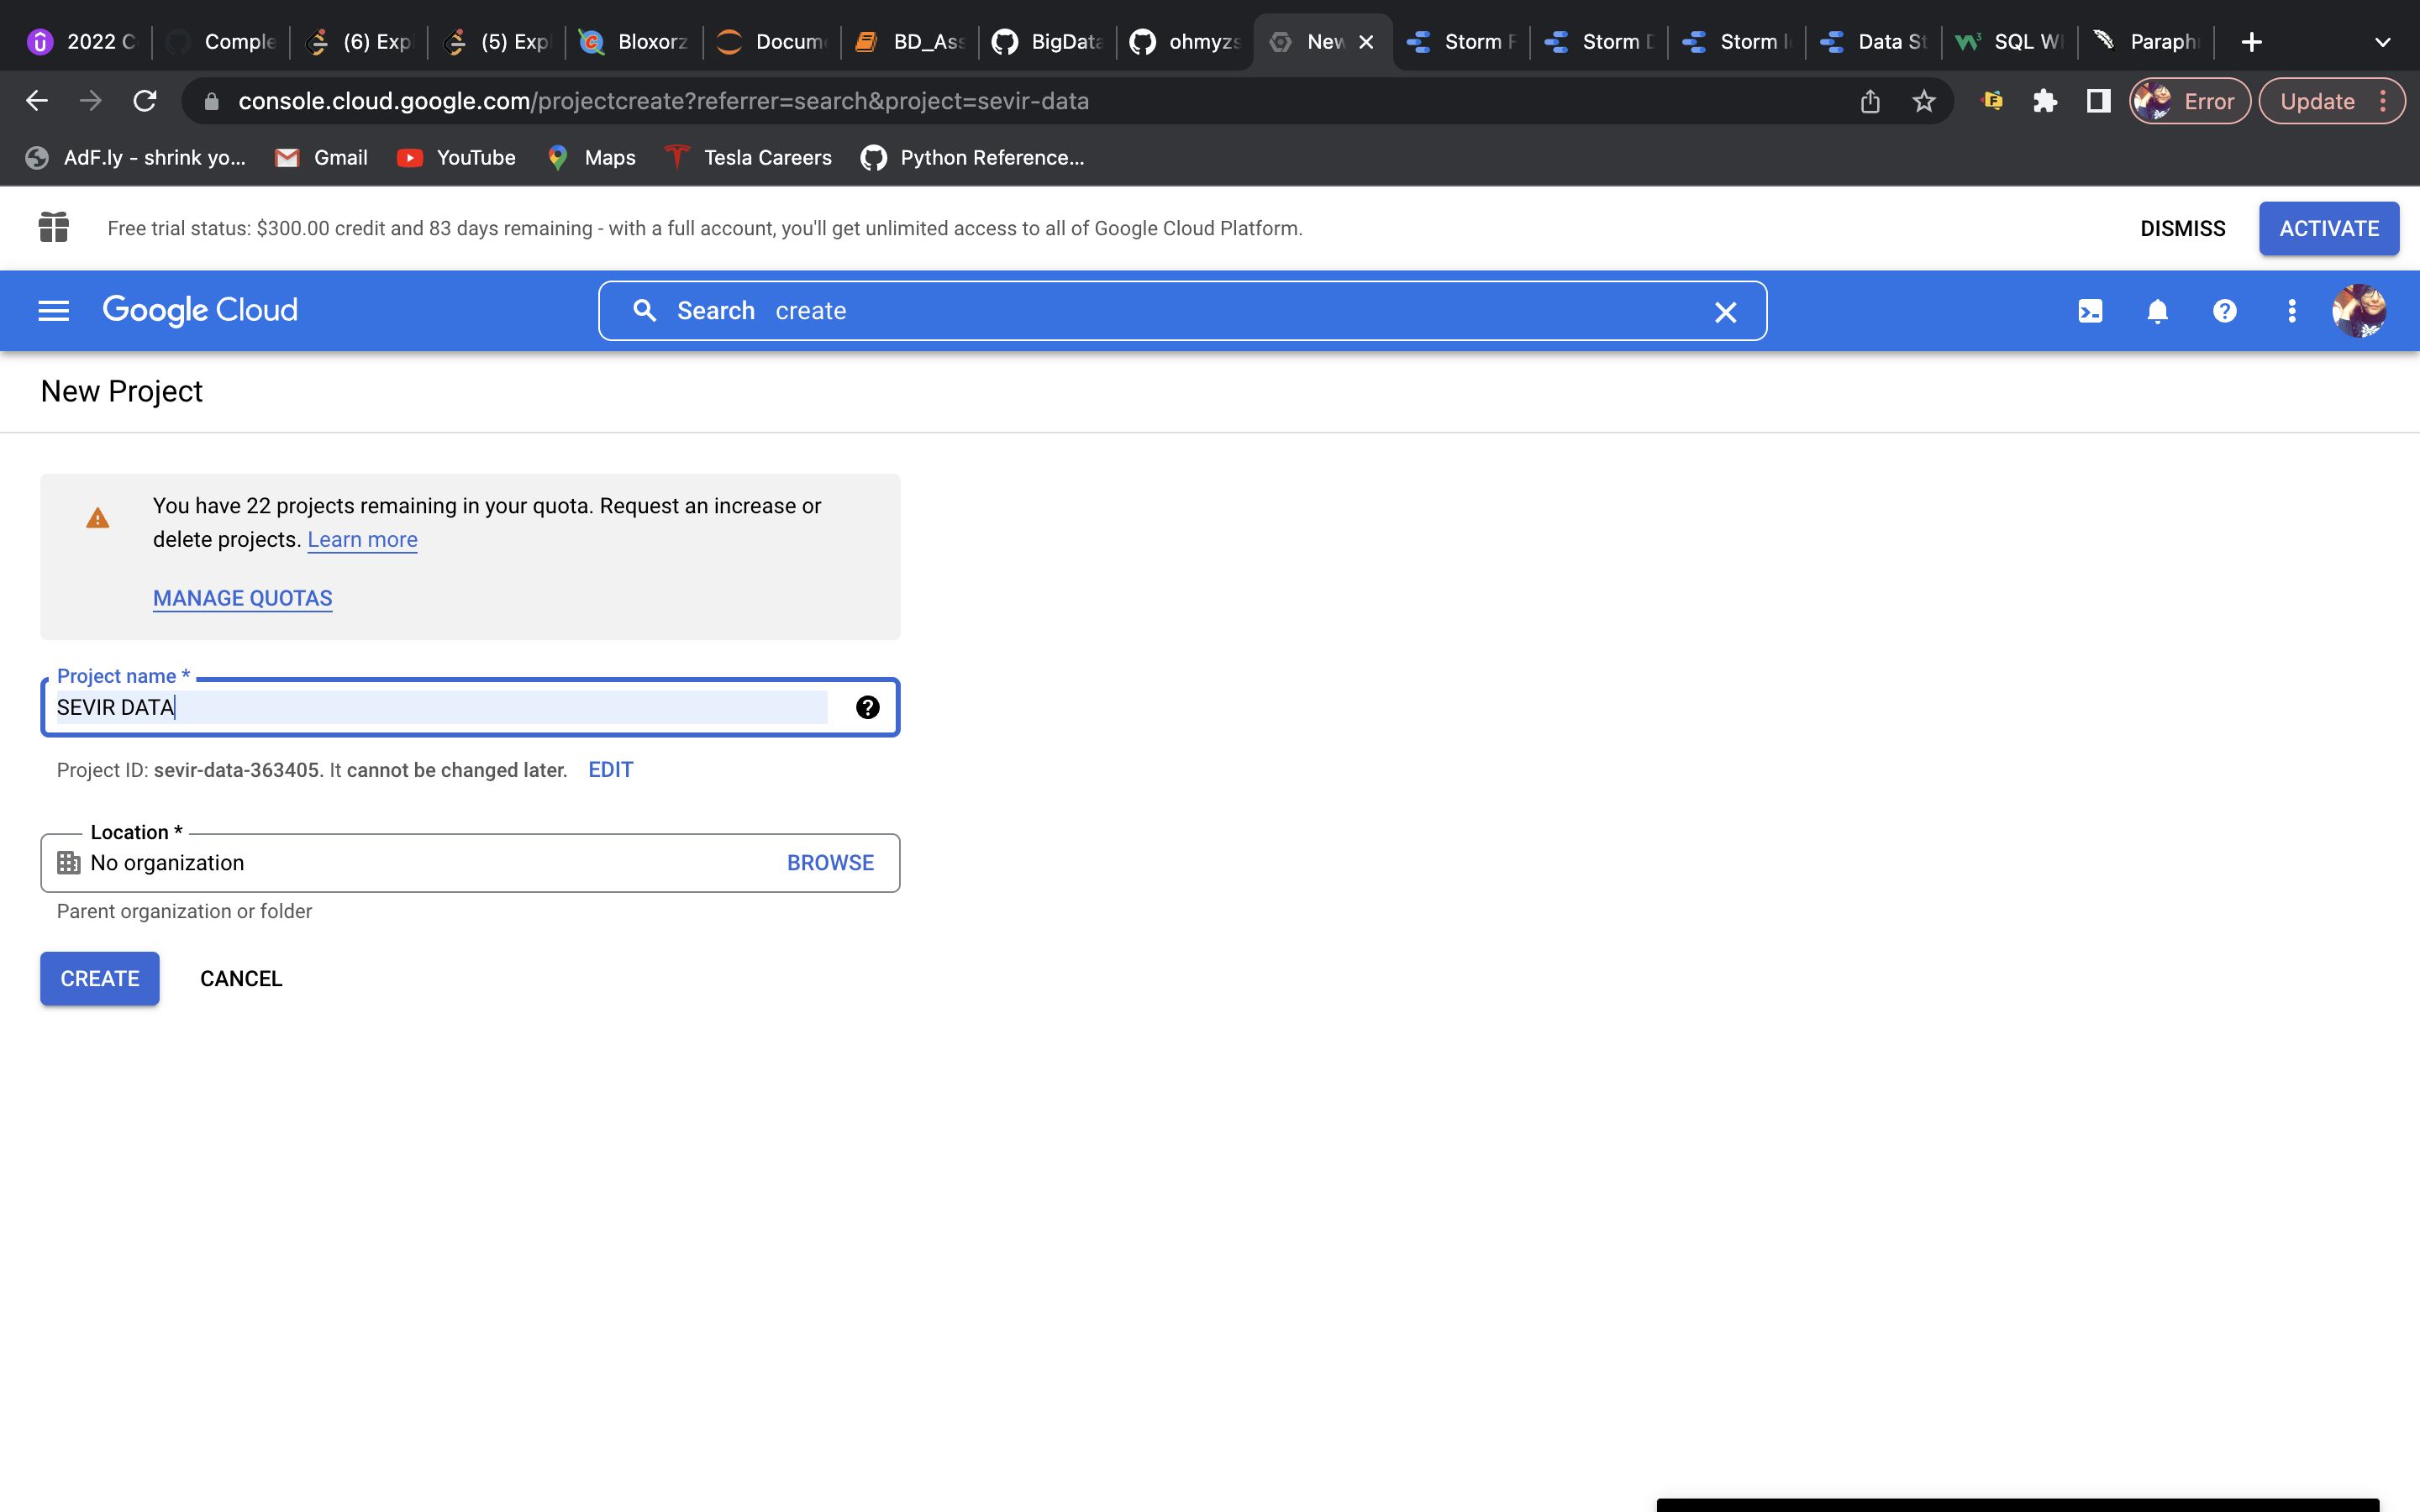 2022 C
Comple
(6) Exp
(5) Exp
Bloxorz
Docum
BD_Ass
BigData
ohmyzs
New
Storm F
Storm D
Storm I
Data St
SQL W
Paraph
console.cloud.google.com/projectcreate?referrer=search&project=sevir-data
Error
Update
AdF.ly - shrink yo...
Gmail
YouTube
Maps
Tesla Careers
Python Reference...
Free trial status: $300.00 credit and 83 days remaining - with a full account, you'll get unlimited access to all of Google Cloud Platform.
DISMISS
ACTIVATE
Google Cloud
Search create
New Project
You have 22 projects remaining in your quota. Request an increase or
delete projects. Learn more
MANAGE QUOTAS
Project name *
SEVIR DATA
Project ID: sevir-data-363405. It cannot be changed later. EDIT
Location *
No organization
BROWSE
Parent organization or folder
CREATE
CANCEL